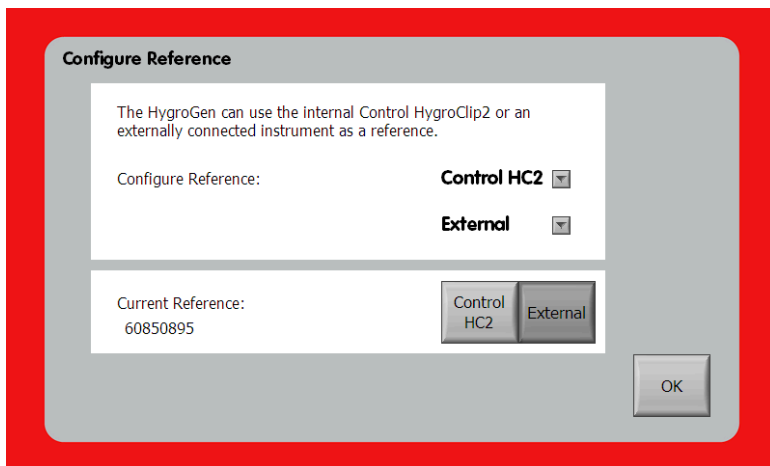 Configure Reference
The HygroGen can use the internal Control HygroClip2 or an
externally connected instrument as a reference.
Configure Reference:
Control HC2
External
Current Reference:
60850895
Control
HC2
External
OK